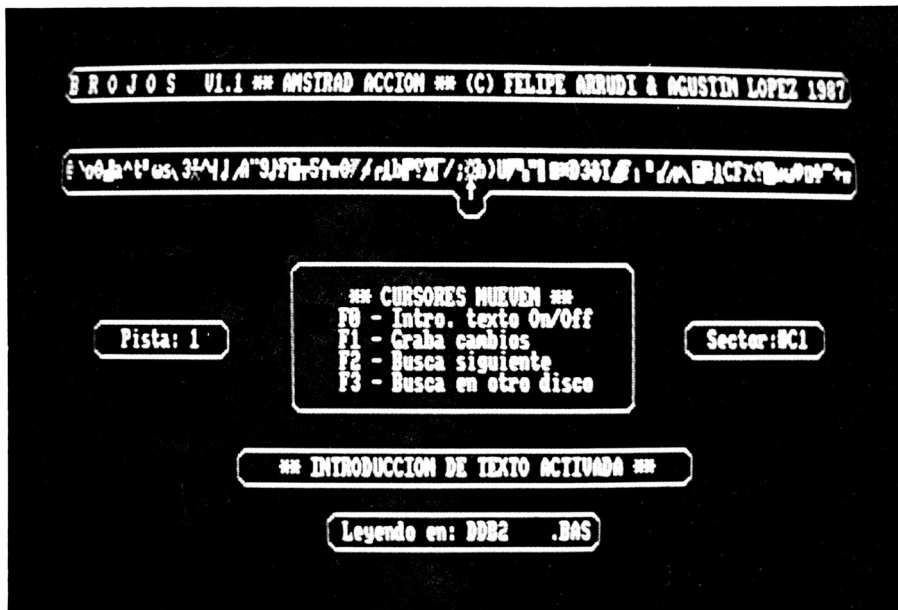 B R O J O S V1.1 ** AMSTRAD ACCION ** (C) FELIPE ARRUDI & AGUSTIN LOPEZ 1987
** CURSORES MUEVEN **
F0 - Intro. texto On/Off
F1 - Graba cambios
F2 - Busca siguiente
F3 - Busca en otro disco
Pista: 1
Sector:#C1
** INTRODUCCION DE TEXTO ACTIVADA **
Leyendo en: DDB2 .BAS